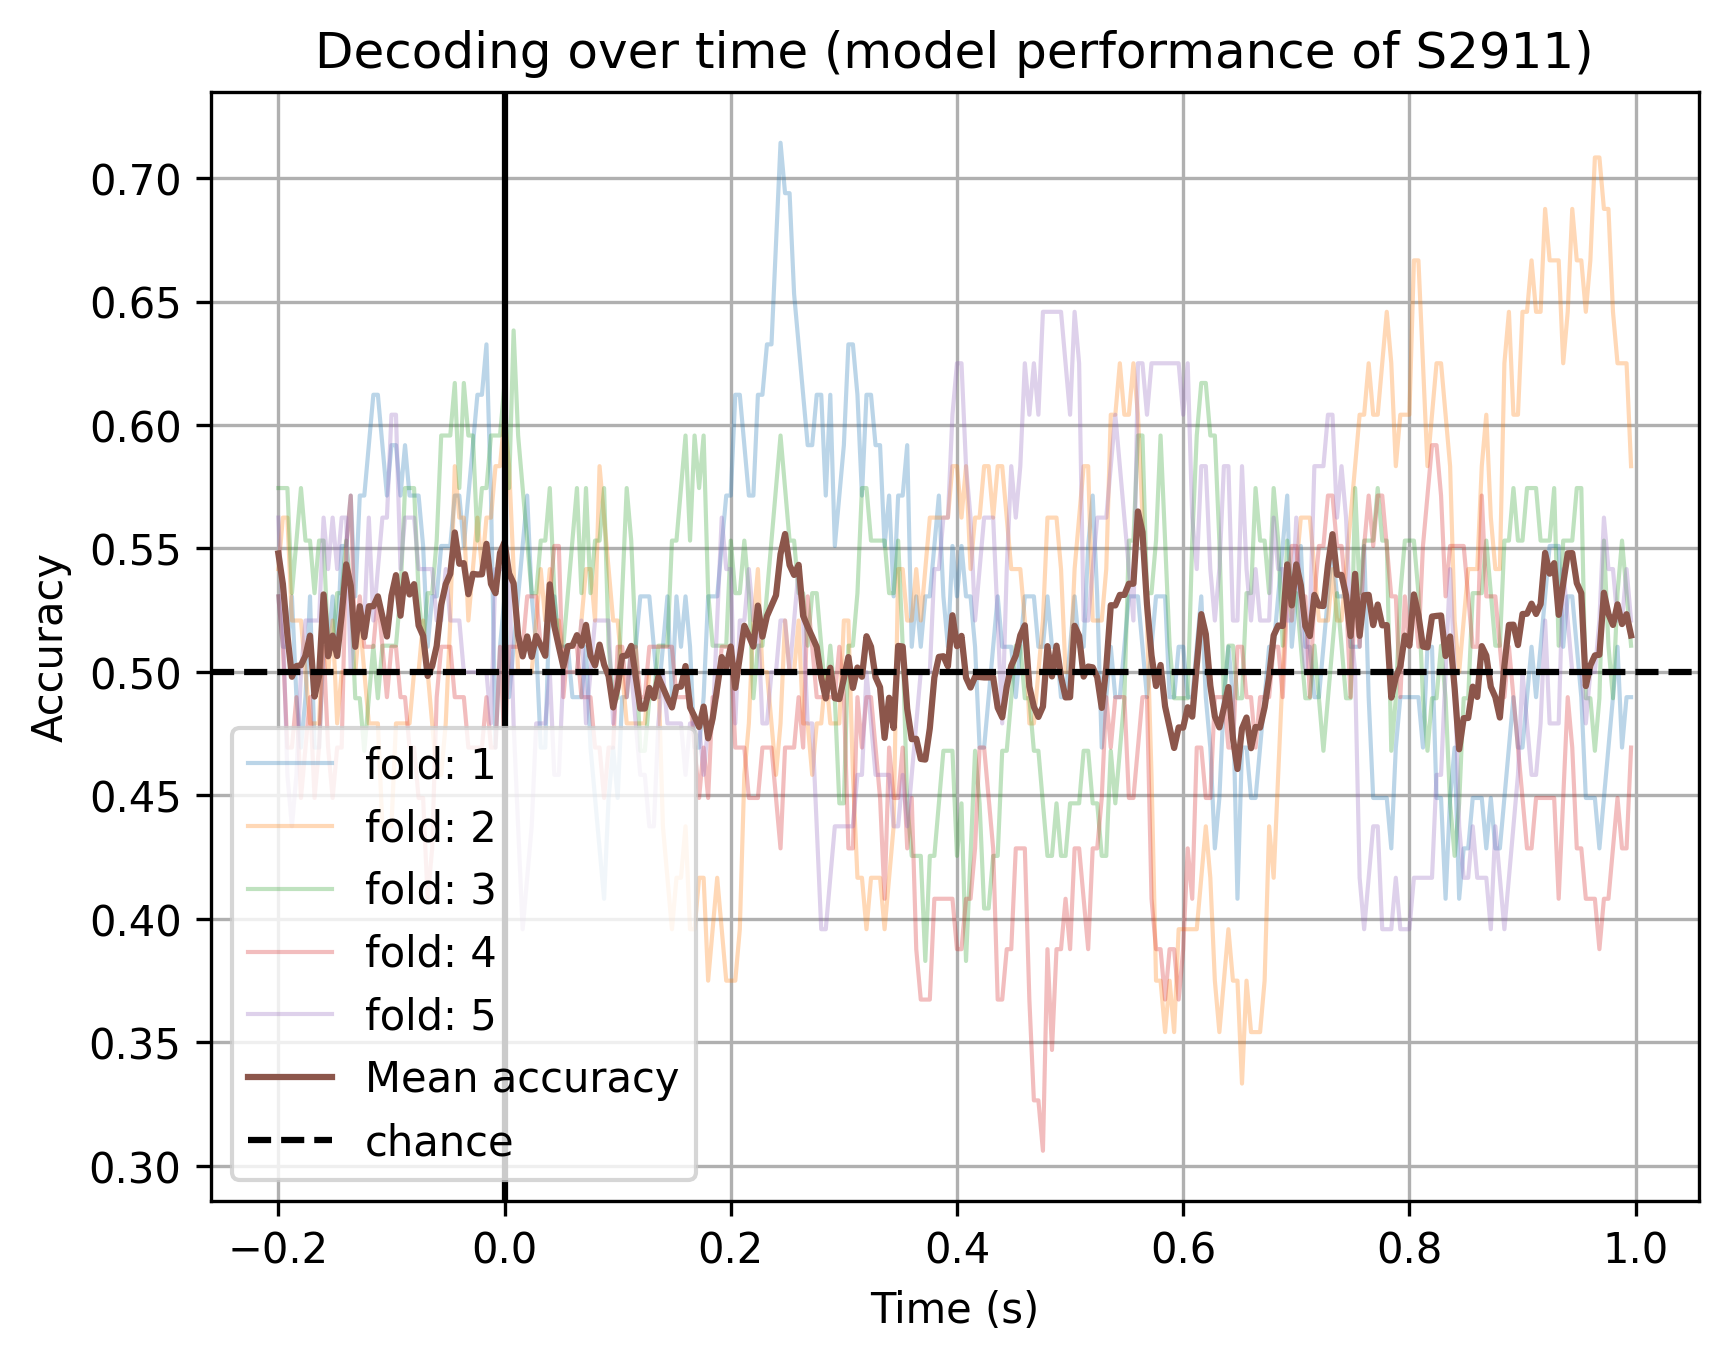 Decoding over time (model performance of S2911)
Accuracy
0.70
0.65
0.60
0.55
0.50
0.45
0.40
0.35
0.30
fold: 1
fold: 2
fold: 3
fold: 4
fold: 5
Mean accuracy
chance
−0.2 0.0 0.2 0.4 0.6 0.8 1.0
Time (s)